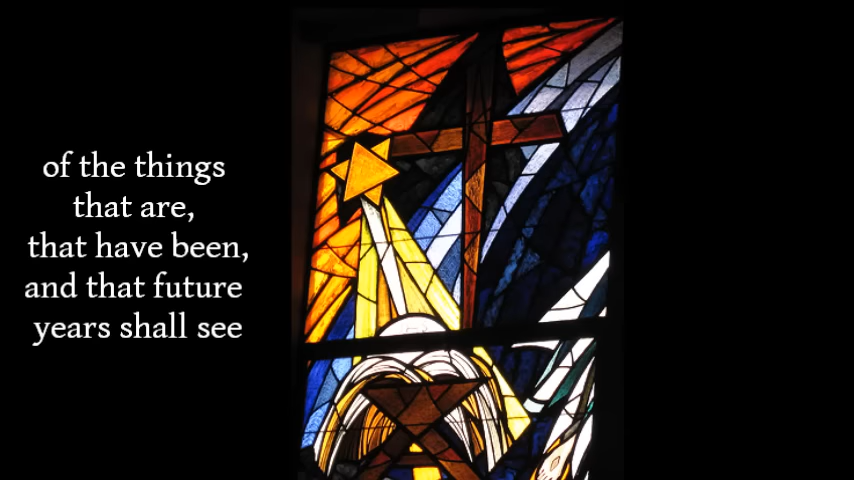 of the things
that are,
that have been,
and that future
years shall see